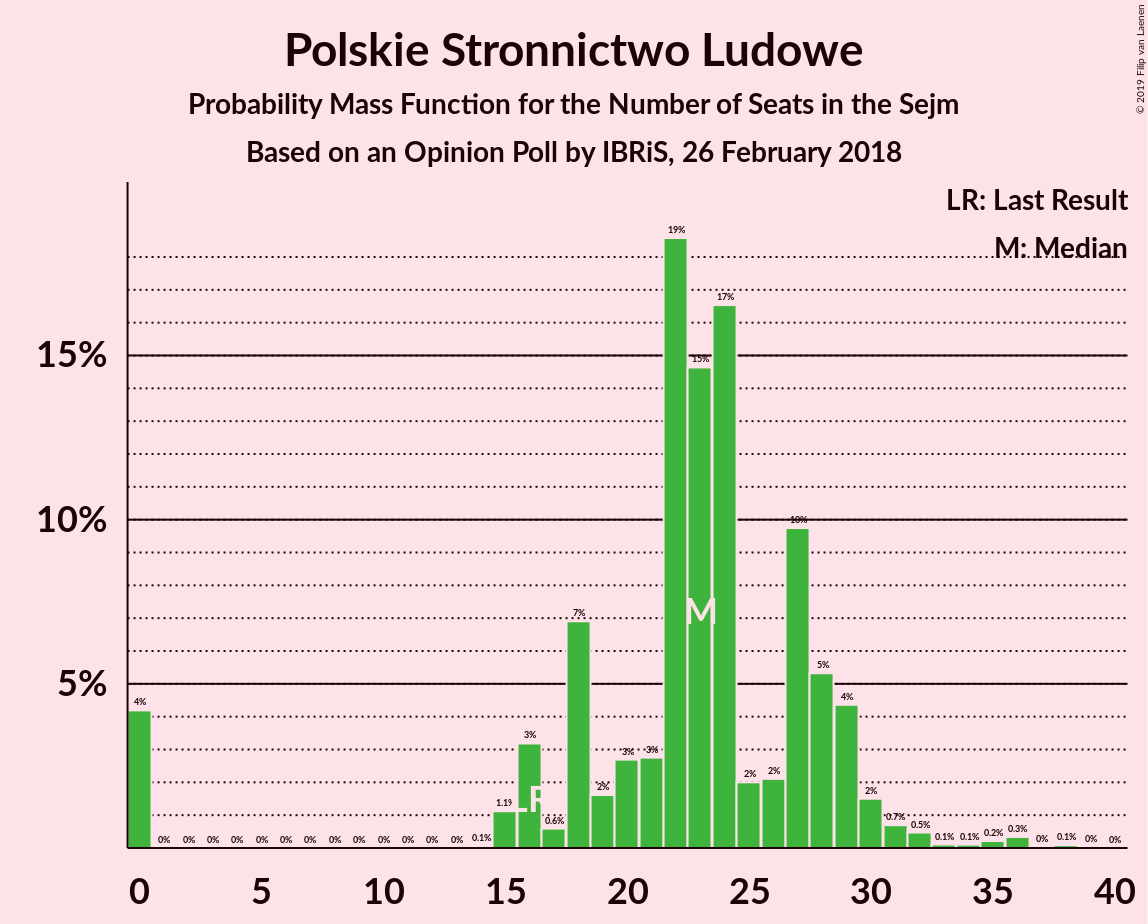 Polskie Stronnictwo Ludowe
Probability Mass Function for the Number of Seats in the Sejm
Based on an Opinion Poll by IBRiS, 26 February 2018
© 2019 Filip van Laenen
LR: Last Result
M: Median
15%
10%
5%
4% 0% 0% 0% 0% 0% 0% 0% 0% 0% 0% 0% 0% 0% 0.1% 1.1% 3% 0.6% 7% 2% 3% 3% 19% 15% 17% 2% 2% 10% 5% 4% 2% 0.7% 0.5% 0.1% 0.1% 0.2% 0.3% 0% 0.1% 0% 0%
LR
M
0 5 10 15 20 25 30 35 40